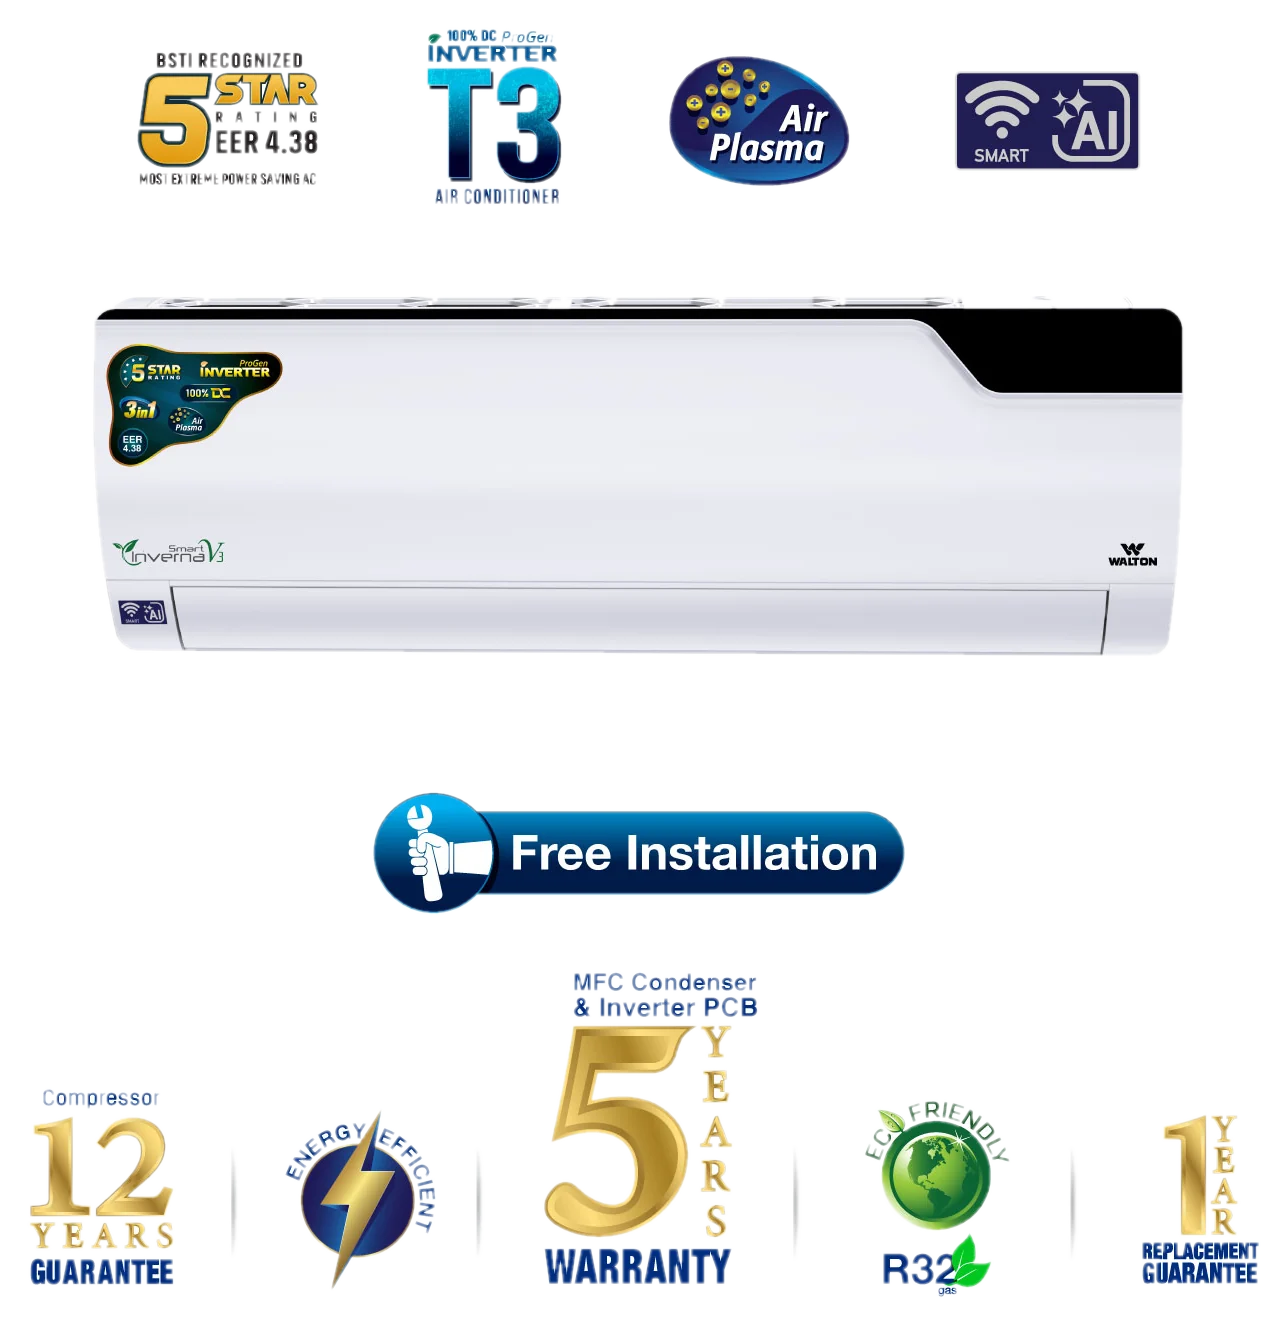 BSTI RECOGNIZED
5 STAR
RATING
EER 4.38
MOST EXTREME POWER SAVING AC
100% DC ProGen
INVERTER
T3
AIR CONDITIONER
Air
Plasma
SMART
AI
5 STAR
RATING
ProGen
INVERTER
100% DC
3in1
Air
Plasma
EER
4.38
Smart
Inverna V3
WALTON
SMART
AI
Free Installation
MFC Condenser
& Inverter PCB
5 YEARS
WARRANTY
Compressor
12
YEARS
GUARANTEE
ENERGY EFFICIENT
ECO FRIENDLY
R32
gas
1 YEAR
REPLACEMENT
GUARANTEE